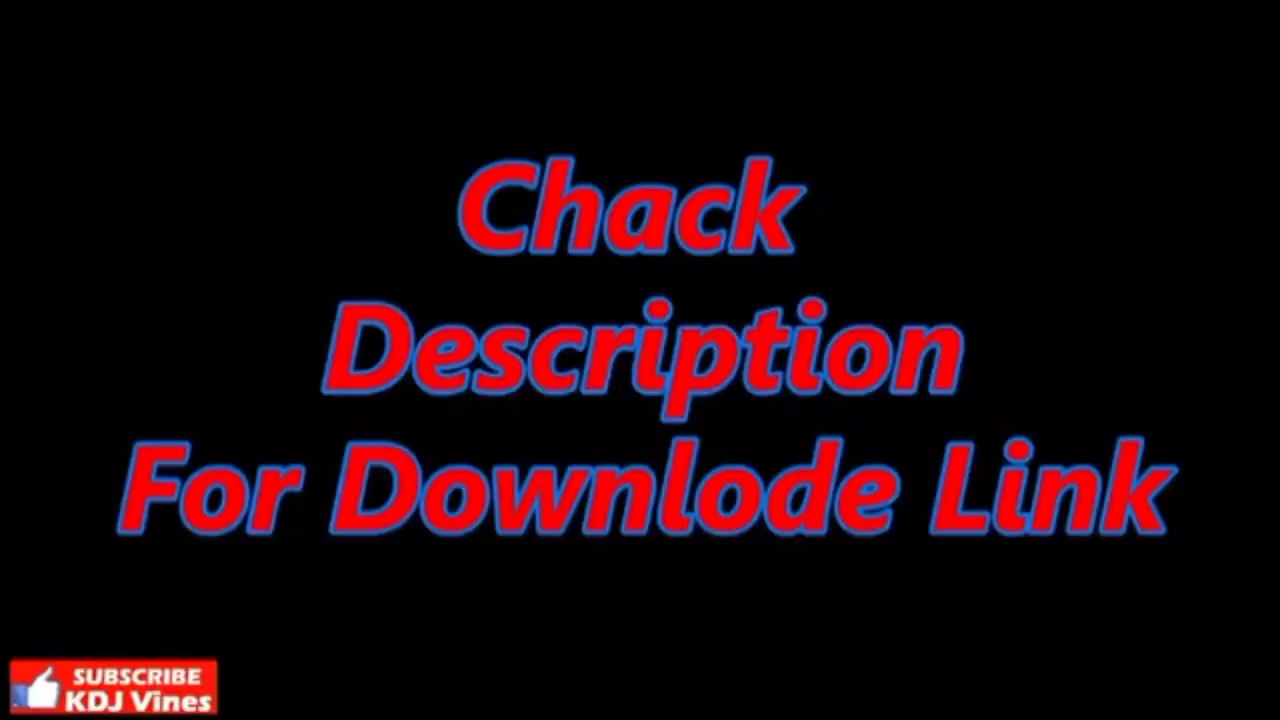 Chack
Description
For Downlode Link
SUBSCRIBE
KDJ Vines